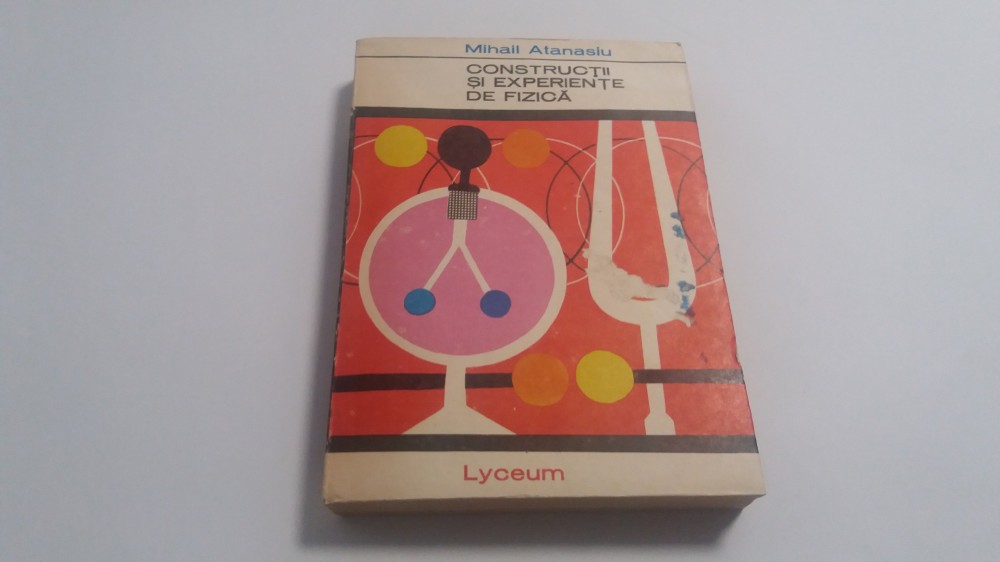 Mihail Atanasiu
CONSTRUCȚII
ȘI EXPERIENȚE
DE FIZICĂ
Lyceum